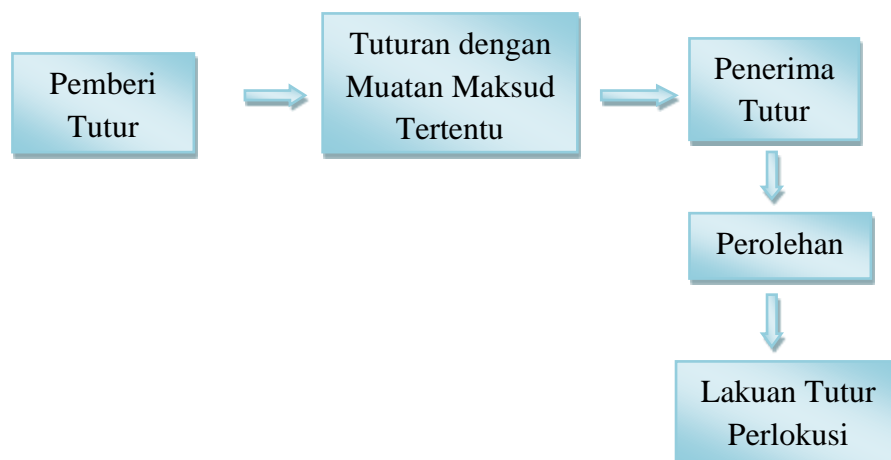 Pemberi
Tutur
Tuturan dengan
Muatan Maksud
Tertentu
Penerima
Tutur
Perolehan
Lakuan Tutur
Perlokusi